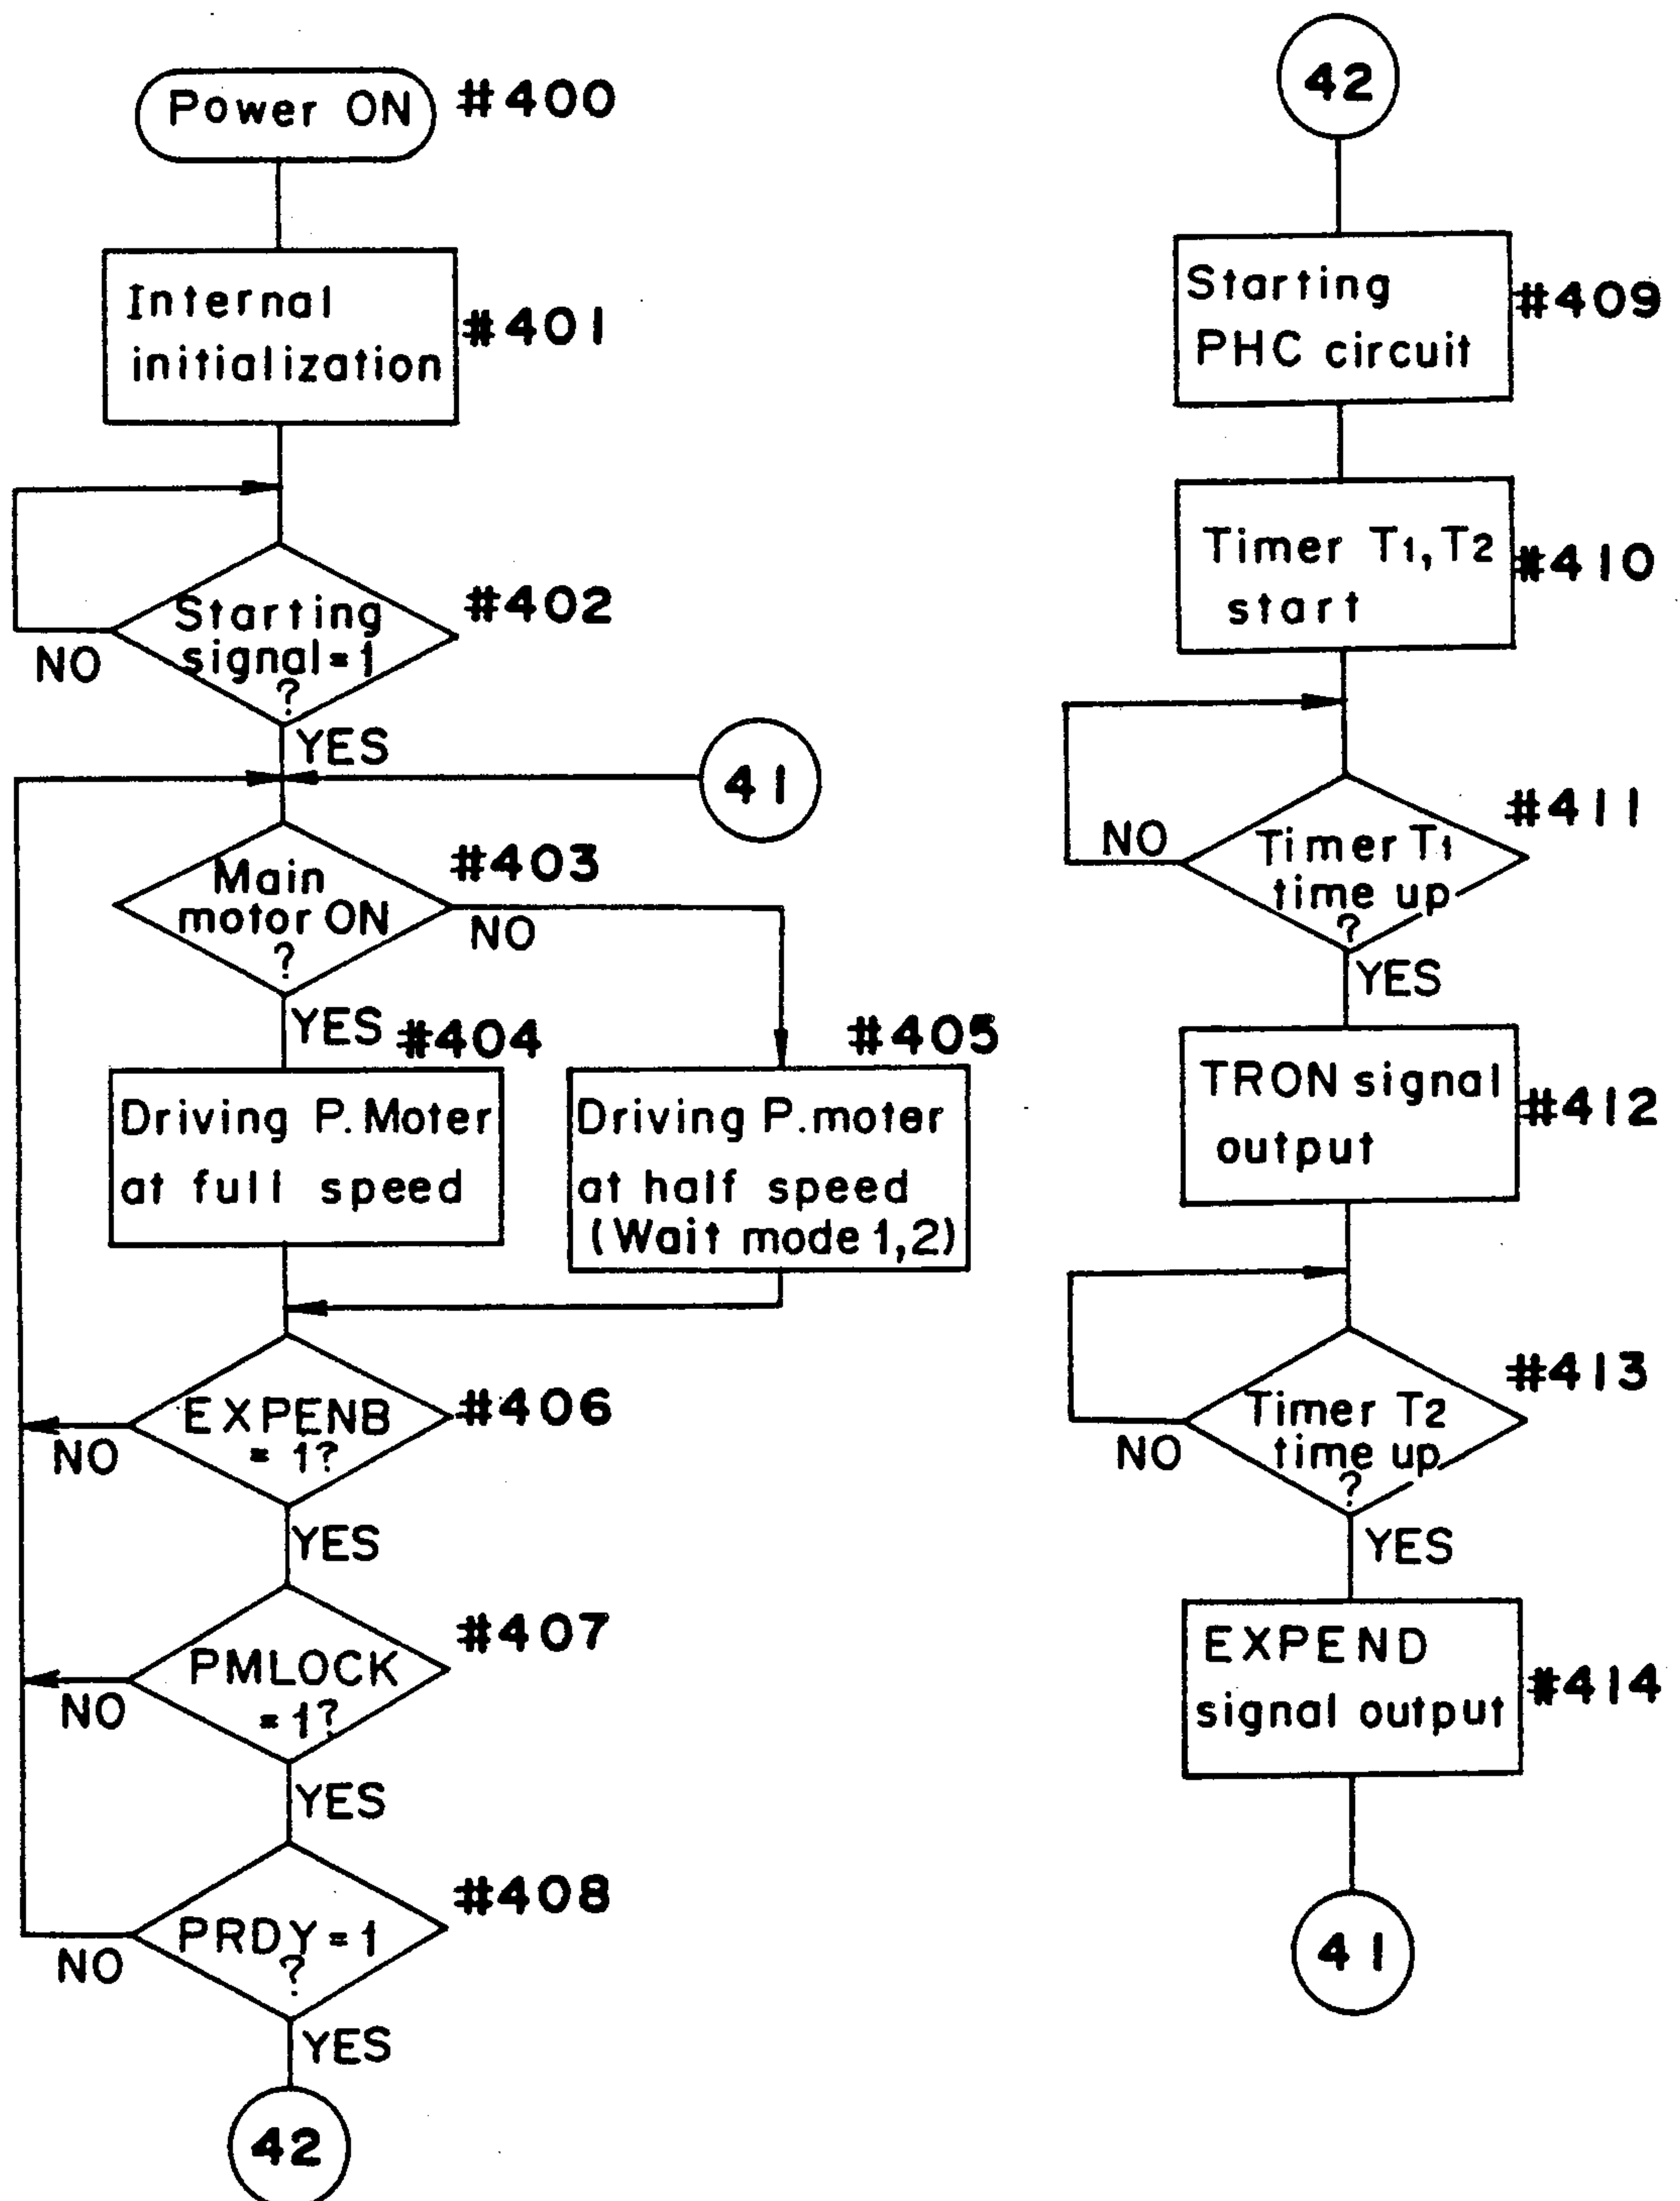 Power ON
#400
Internal
initialization
#401
Starting
signal=1
?
#402
NO
YES
41
Main
motor ON
?
#403
NO
YES
#404
Driving P. Moter
at full speed
#405
Driving P. moter
at half speed
(Wait mode 1,2)
EXPENB
= 1?
#406
NO
YES
PMLOCK
= 1?
#407
NO
YES
PRDY = 1
?
#408
NO
YES
42
42
Starting
PHC circuit
#409
Timer T1, T2
start
#410
Timer T1
time up
?
#411
NO
YES
TRON signal
output
#412
Timer T2
time up
?
#413
NO
YES
EXPEND
signal output
#414
41